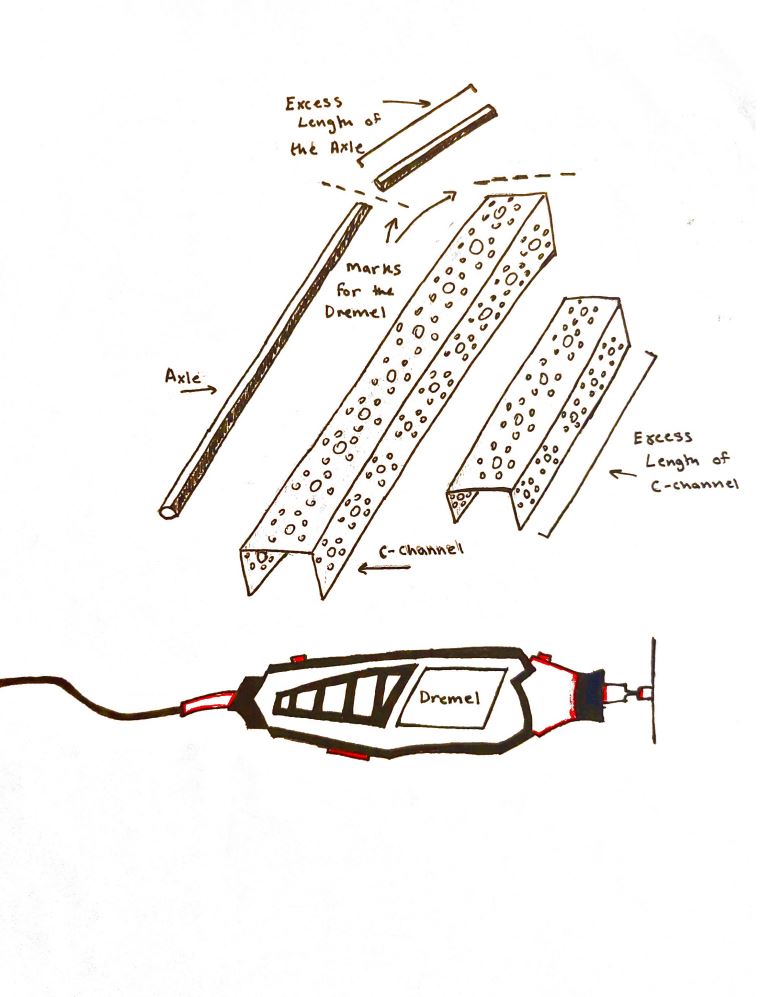 Excess
Length of
the Axle
Marks
for the
Dremel
Axle
Excess
Length of
C-channel
C-channel
Dremel